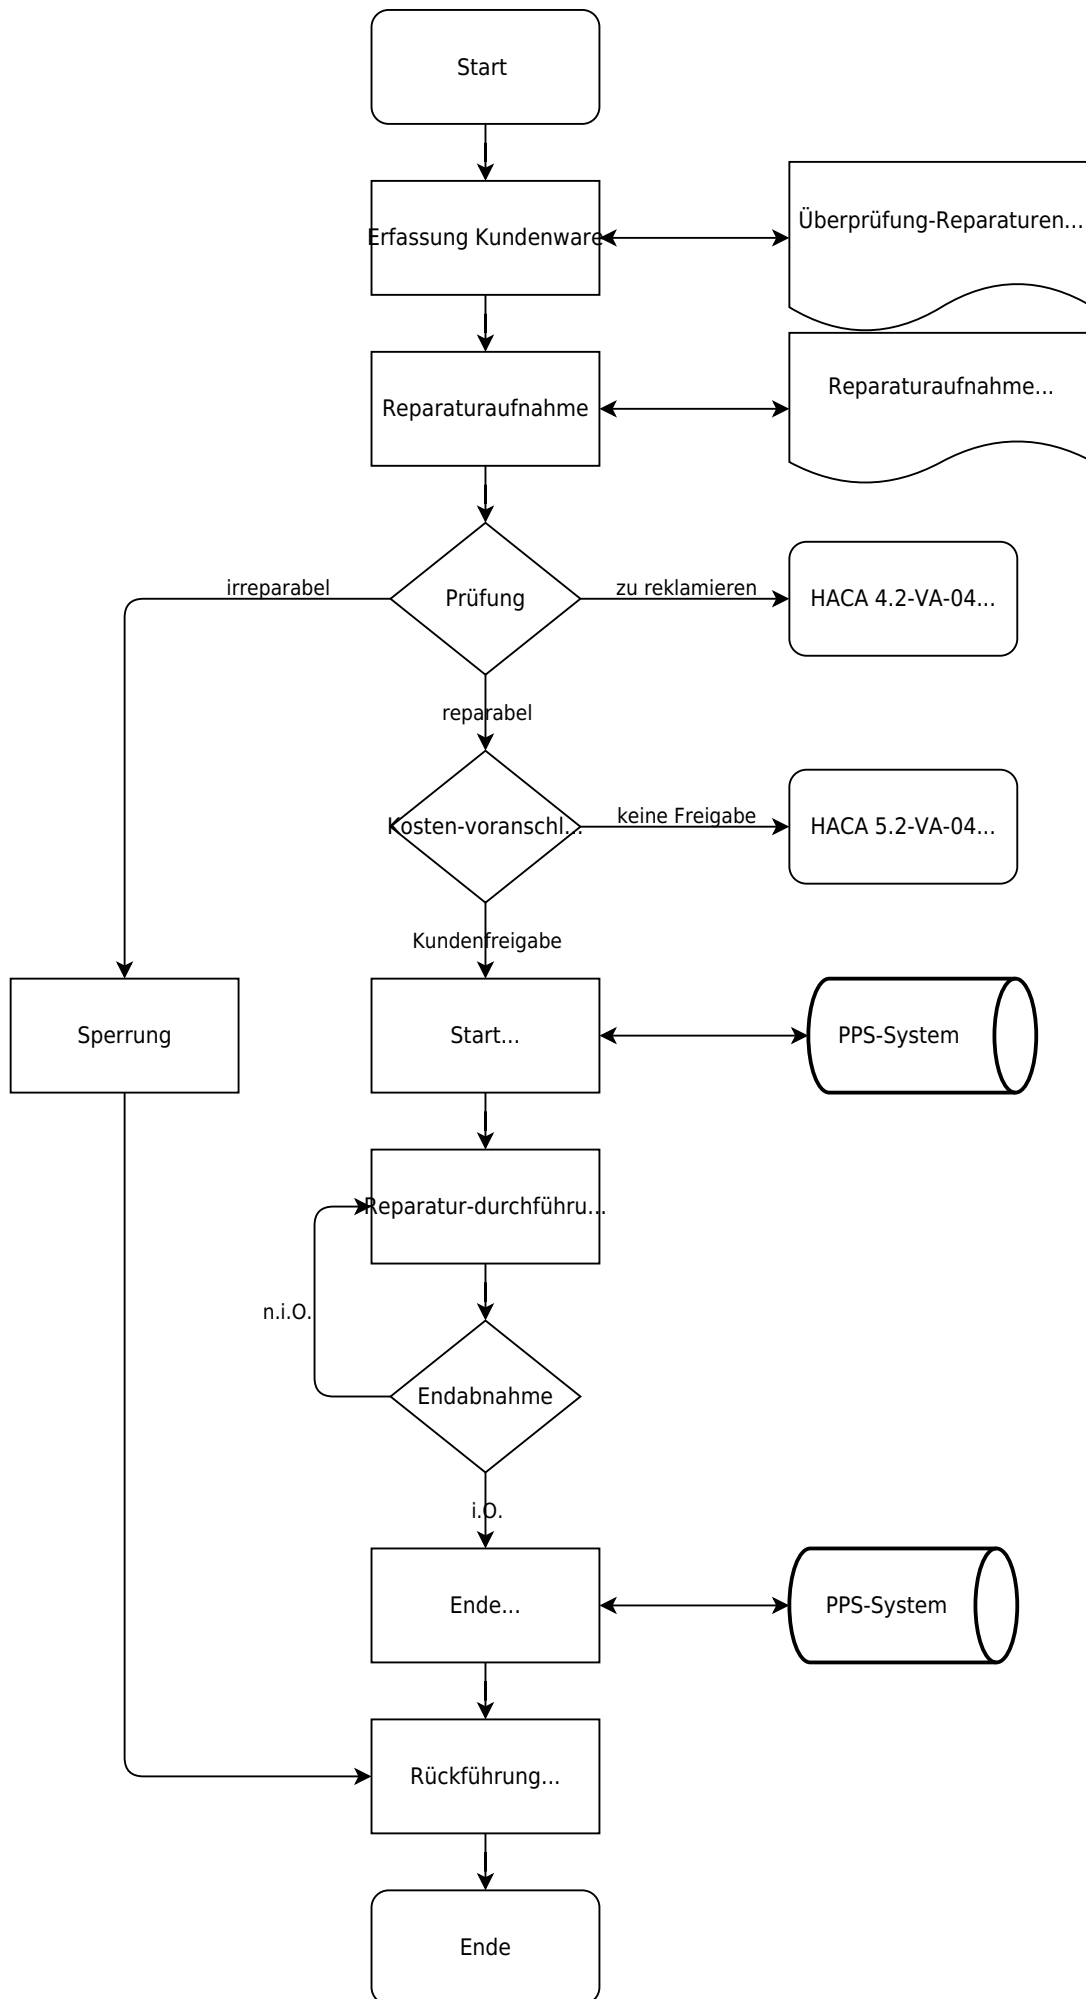 Start
Erfassung Kundenware
Überprüfung-Reparaturen...
Reparaturaufnahme
Reparaturaufnahme...
irreparabel
Prüfung
zu reklamieren
HACA 4.2-VA-04...
reparabel
Kosten-voranschl...
keine Freigabe
HACA 5.2-VA-04...
Kundenfreigabe
Sperrung
Start...
PPS-System
Reparatur-durchführu...
n.i.O.
Endabnahme
i.O.
Ende...
PPS-System
Rückführung...
Ende